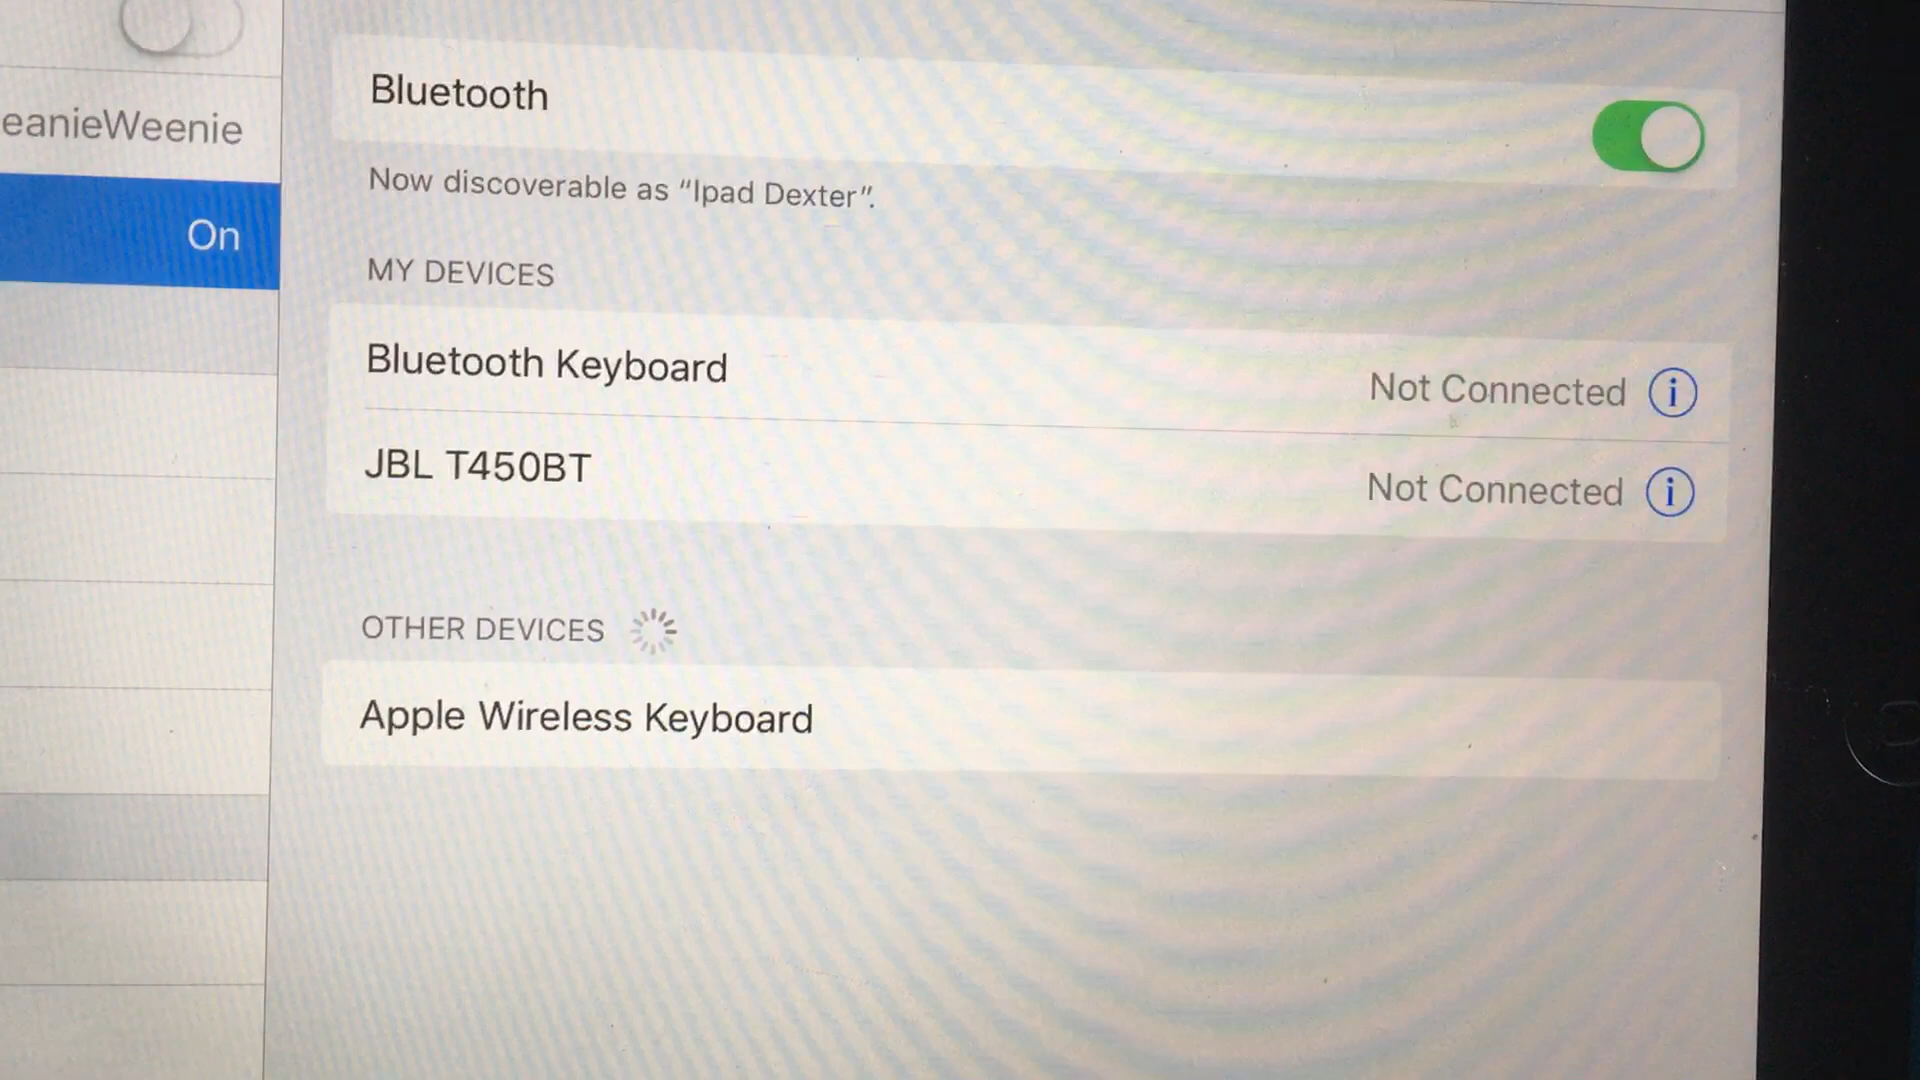 Bluetooth
eanieWeenie
Now discoverable as “Ipad Dexter”.
On
MY DEVICES
Bluetooth Keyboard
Not Connected
JBL T450BT
Not Connected
OTHER DEVICES
Apple Wireless Keyboard